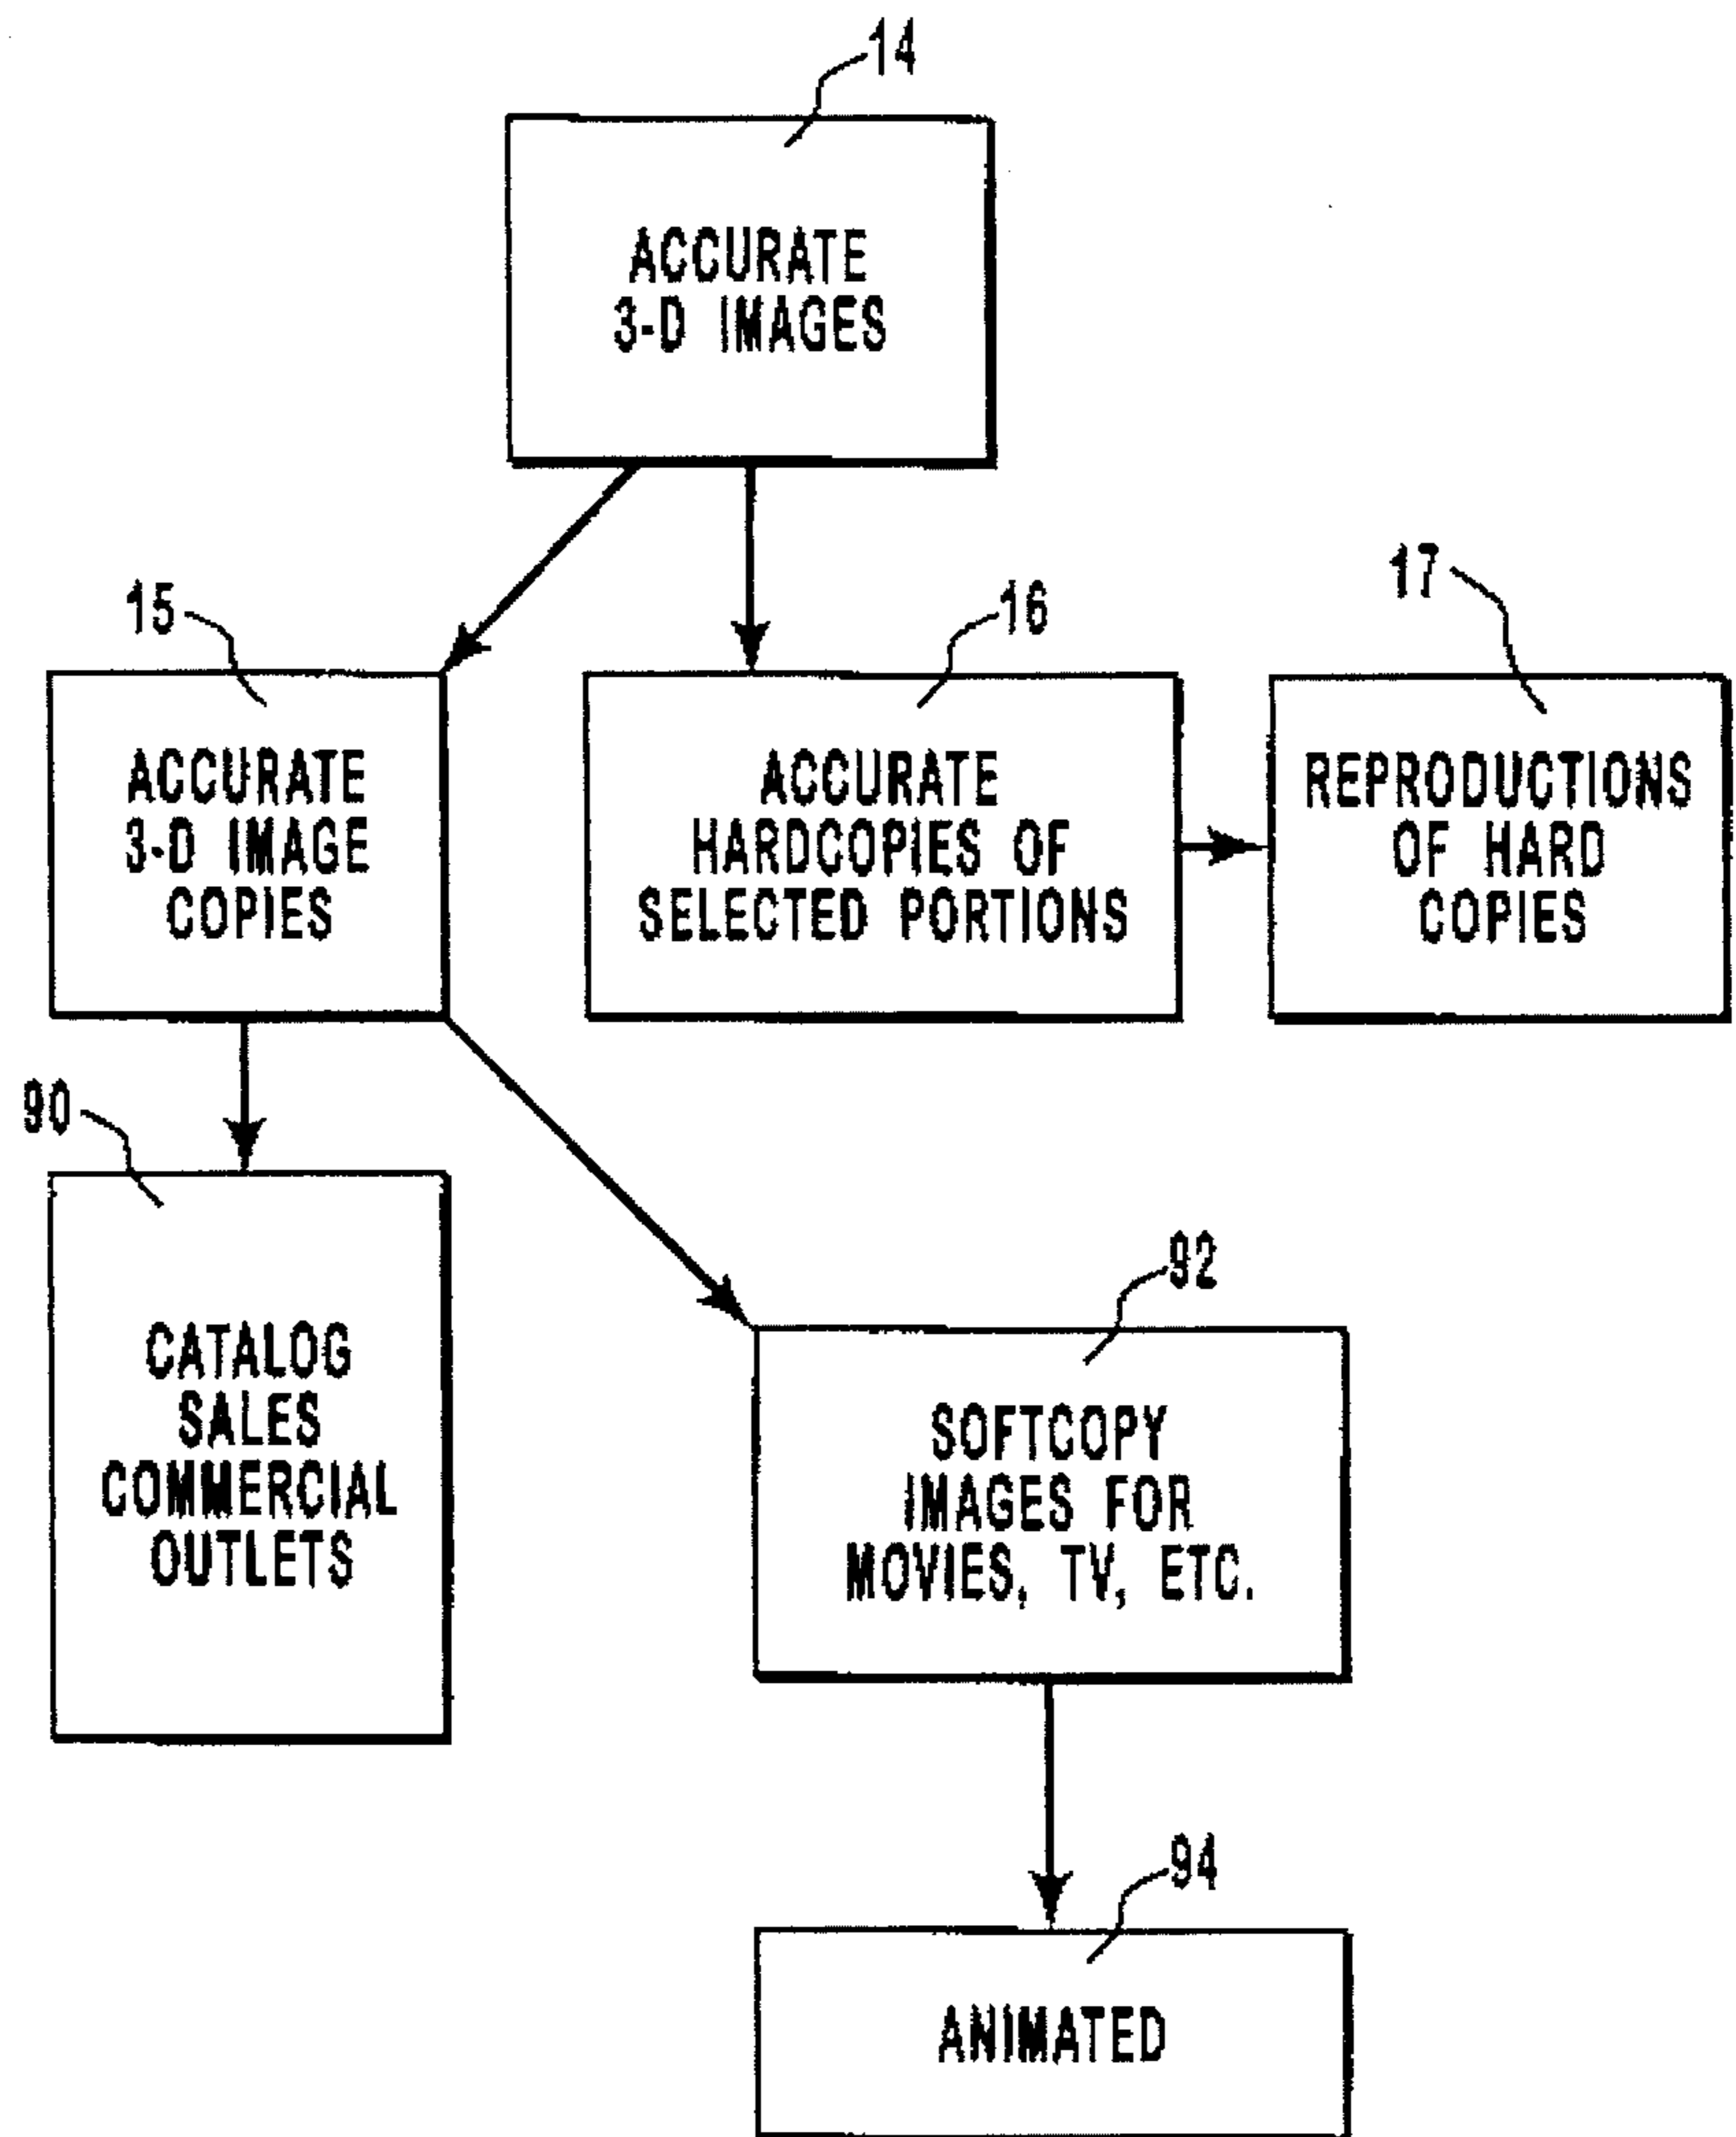 14
ACCURATE
3-D IMAGES
15
16
17
ACCURATE
3-D IMAGE
COPIES
ACCURATE
HARDCOPIES OF
SELECTED PORTIONS
REPRODUCTIONS
OF HARD
COPIES
90
CATALOG
SALES
COMMERCIAL
OUTLETS
92
SOFTCOPY
IMAGES FOR
MOVIES, TV, ETC.
94
ANIMATED